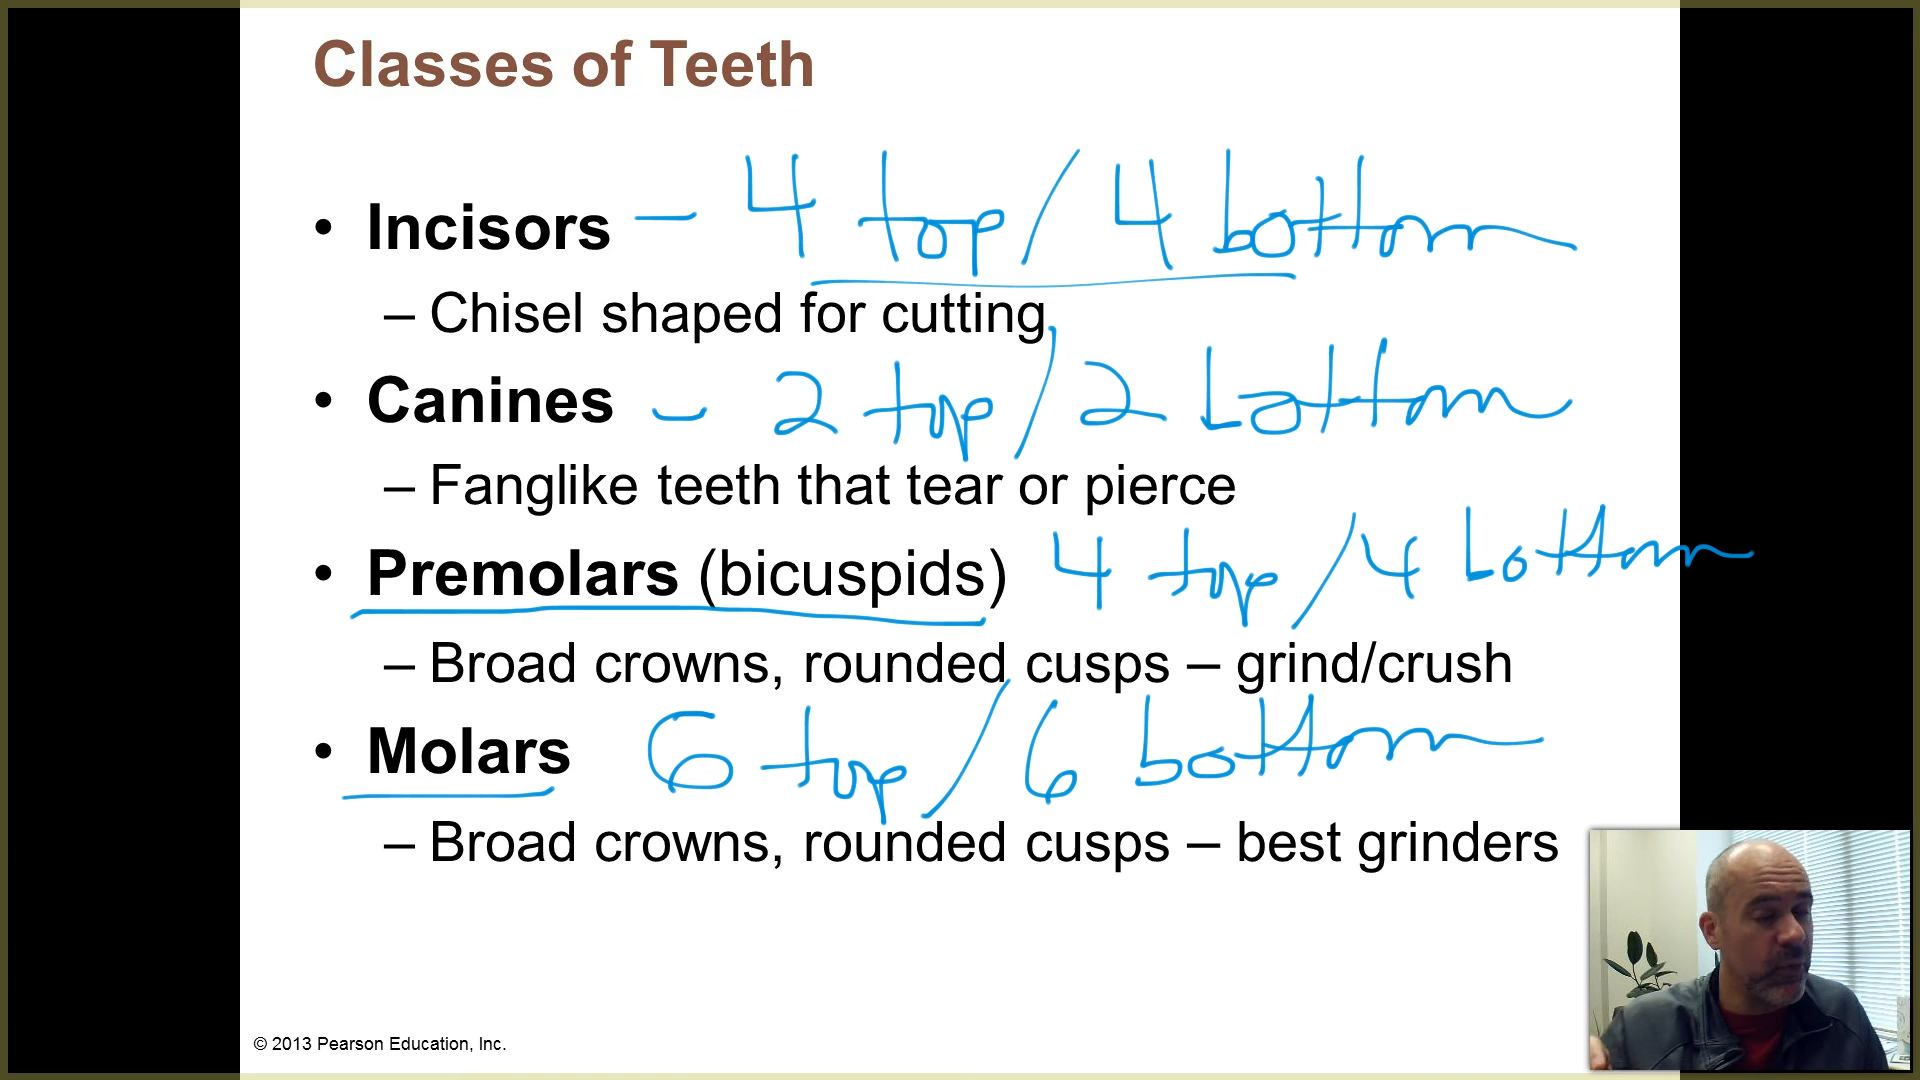 Classes of Teeth
• Incisors – 4 top / 4 bottom
– Chisel shaped for cutting
• Canines – 2 top / 2 bottom
– Fanglike teeth that tear or pierce
• Premolars (bicuspids) 4 top / 4 bottom
– Broad crowns, rounded cusps – grind/crush
• Molars 6 top / 6 bottom
– Broad crowns, rounded cusps – best grinders
© 2013 Pearson Education, Inc.